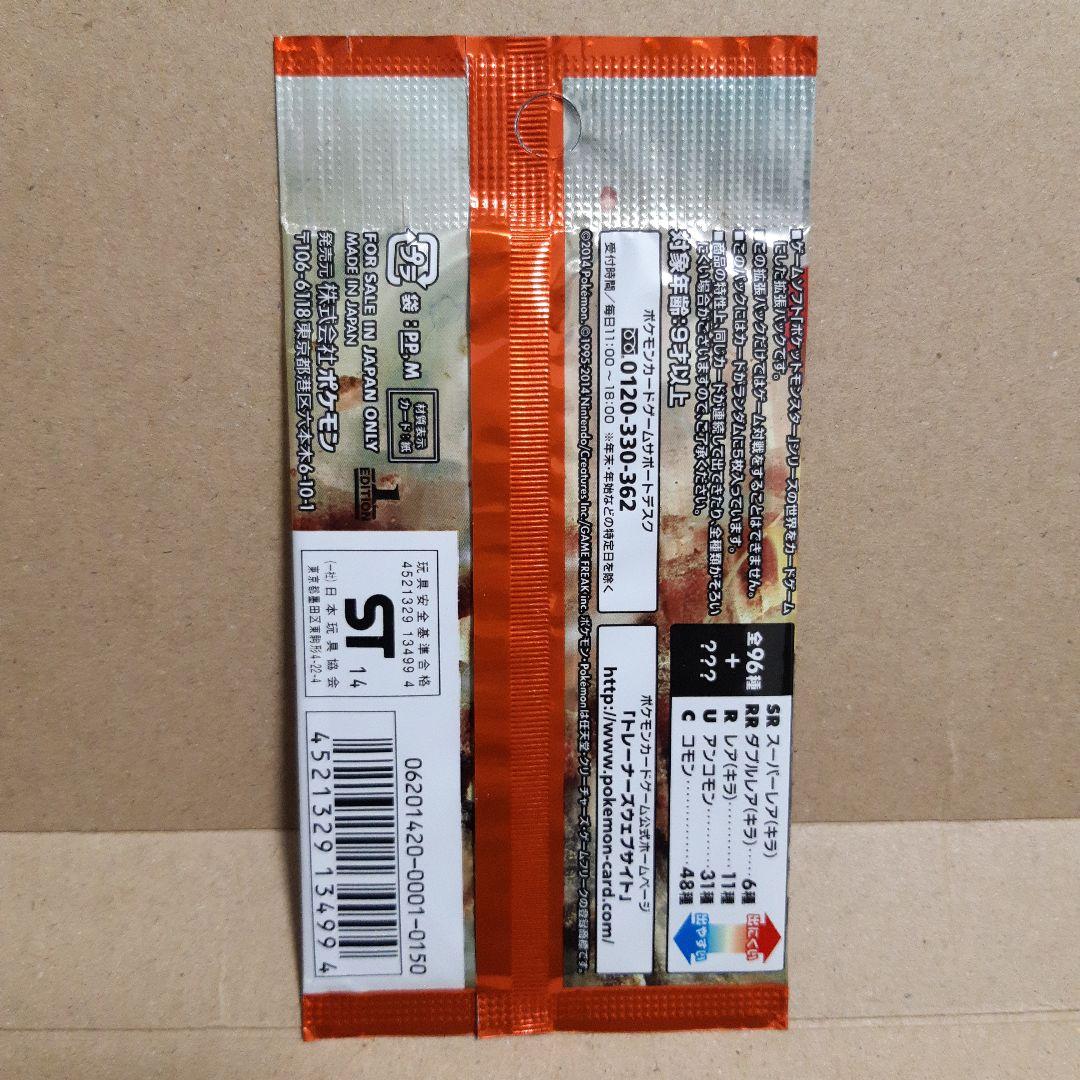 ■ゲームソフト『ポケットモンスター』シリーズの世界をカードゲーム
にした拡張パックです。
■この拡張パックだけではゲーム対戦をすることはできません。
■このパックにはカードがランダムに5枚入っています。
■商品の特性上、同じカードが連続して出てきたり、全種類がそろい
にくい場合がございますので、ご了承ください。
対象年齢:9才以上
ポケモンカードゲームサポートデスク
0120-330-362
受付時間/毎日11:00~18:00 ※年末・年始などの特定日を除く
©2014 Pokémon. ©1995-2014 Nintendo/Creatures Inc./GAME FREAK inc. ポケモン・Pokémonは任天堂・クリーチャーズ・ゲームフリークの登録商標です。
全96種
+
???
SR スーパーレア(キラ)
RR ダブルレア(キラ)‥‥6種
R レア(キラ)‥‥‥‥11種
U アンコモン‥‥‥‥31種
C コモン‥‥‥‥‥‥48種
出にくい
出やすい
ポケモンカードゲーム公式ホームページ
「トレーナーズウェブサイト」
http://www.pokemon-card.com/
プラ
袋:PP,M
材質表示
カード:紙
FOR SALE IN JAPAN ONLY
MADE IN JAPAN
発売元 株式会社ポケモン
〒106-6118 東京都港区六本木6-10-1
1
EDITION
玩具安全基準合格
4521329 13499 4
ST 14
(一社)日本玩具協会
東京都墨田区東駒形4-22-4
06201420-0001-0150
4521329134994